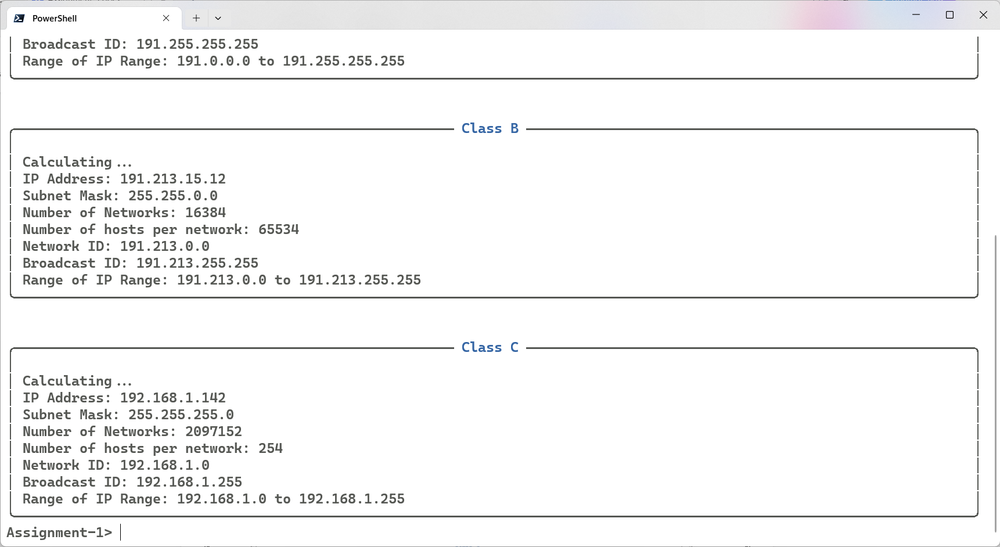 PowerShell
Broadcast ID: 191.255.255.255
Range of IP Range: 191.0.0.0 to 191.255.255.255
Class B
Calculating...
IP Address: 191.213.15.12
Subnet Mask: 255.255.0.0
Number of Networks: 16384
Number of hosts per network: 65534
Network ID: 191.213.0.0
Broadcast ID: 191.213.255.255
Range of IP Range: 191.213.0.0 to 191.213.255.255
Class C
Calculating...
IP Address: 192.168.1.142
Subnet Mask: 255.255.255.0
Number of Networks: 2097152
Number of hosts per network: 254
Network ID: 192.168.1.0
Broadcast ID: 192.168.1.255
Range of IP Range: 192.168.1.0 to 192.168.1.255
Assignment-1>